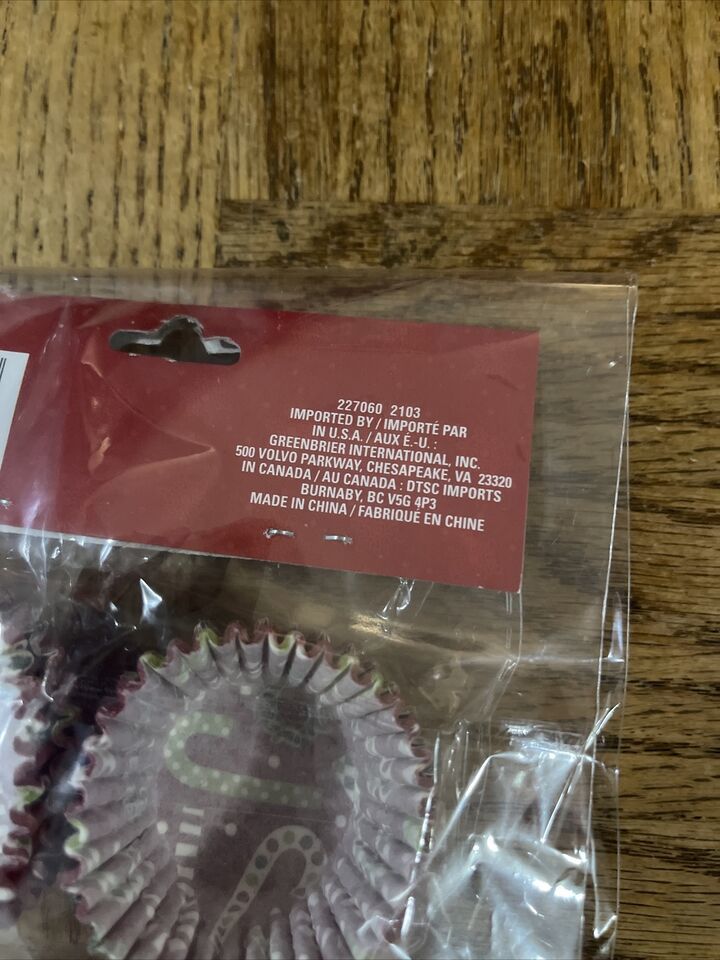 227060 2103
IMPORTED BY / IMPORTÉ PAR
IN U.S.A. / AUX É.-U. :
GREENBRIER INTERNATIONAL, INC.
500 VOLVO PARKWAY, CHESAPEAKE, VA 23320
IN CANADA / AU CANADA : DTSC IMPORTS
BURNABY, BC V5G 4P3
MADE IN CHINA / FABRIQUÉ EN CHINE